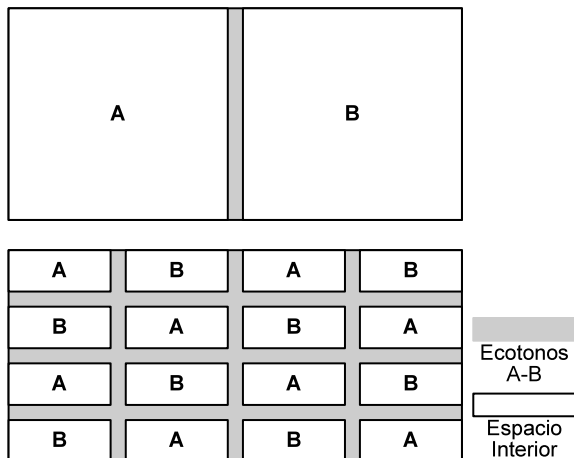 A B
A B A B
B A B A
A B A B
B A B A
Ecotonos
A-B
Espacio
Interior